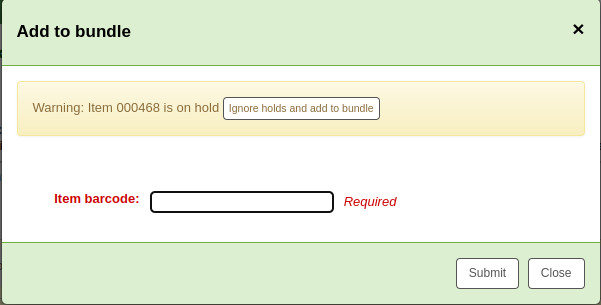 Add to bundle ×
Warning: Item 000468 is on hold Ignore holds and add to bundle
Item barcode: Required
Submit Close